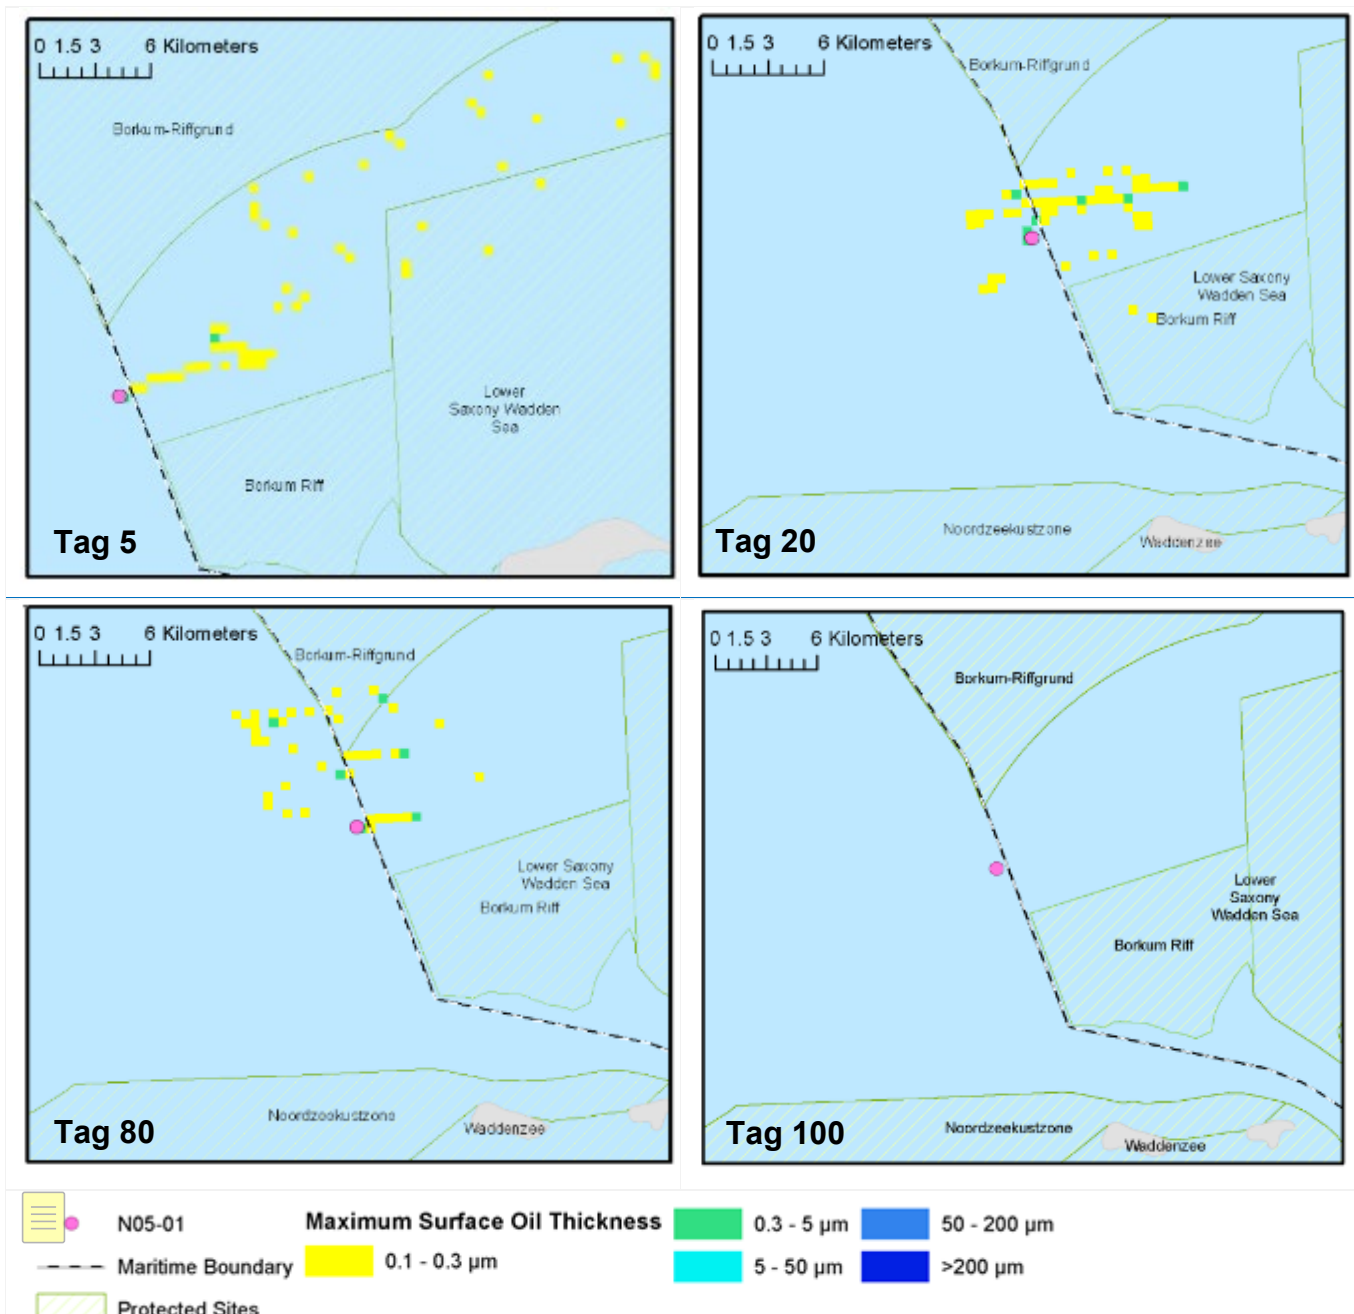 0 1.5 3 6 Kilometers
Borkum-Riffgrund
Lower
Saxony Wadden
Sea
Borkum Riff
Tag 5
0 1.5 3 6 Kilometers
Borkum-Riffgrund
Lower Saxony
Wadden Sea
Borkum Riff
Noordzeekustzone
Waddenzee
Tag 20
0 1.5 3 6 Kilometers
Borkum-Riffgrund
Lower Saxony
Wadden Sea
Borkum Riff
Noordzeekustzone
Waddenzee
Tag 80
0 1.5 3 6 Kilometers
Borkum-Riffgrund
Lower
Saxony
Wadden Sea
Borkum Riff
Noordzeekustzone
Waddenzee
Tag 100
N05-01
Maritime Boundary
Protected Sites
Maximum Surface Oil Thickness
0.1 - 0.3 µm
0.3 - 5 µm
5 - 50 µm
50 - 200 µm
>200 µm